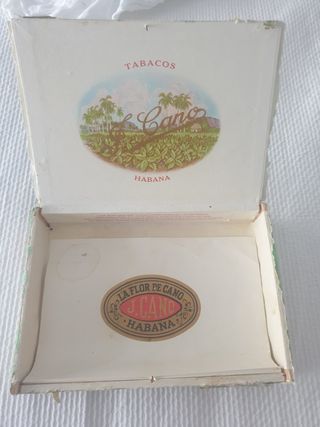 TABACOS
J. Cano
HABANA
LA FLOR DE CANO
J. CANO
HABANA